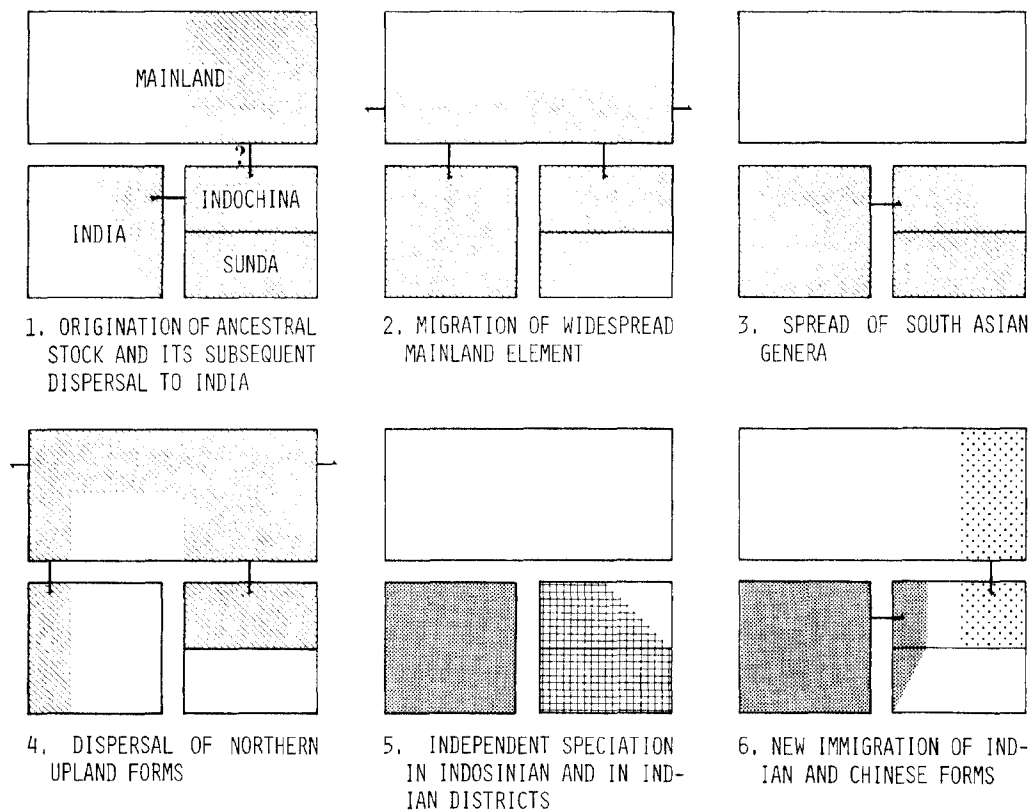 MAINLAND
?
INDIA
INDOCHINA
SUNDA
1. ORIGINATION OF ANCESTRAL
STOCK AND ITS SUBSEQUENT
DISPERSAL TO INDIA
2. MIGRATION OF WIDESPREAD
MAINLAND ELEMENT
3. SPREAD OF SOUTH ASIAN
GENERA
4. DISPERSAL OF NORTHERN
UPLAND FORMS
5. INDEPENDENT SPECIATION
IN INDOSINIAN AND IN IND-
IAN DISTRICTS
6. NEW IMMIGRATION OF IND-
IAN AND CHINESE FORMS